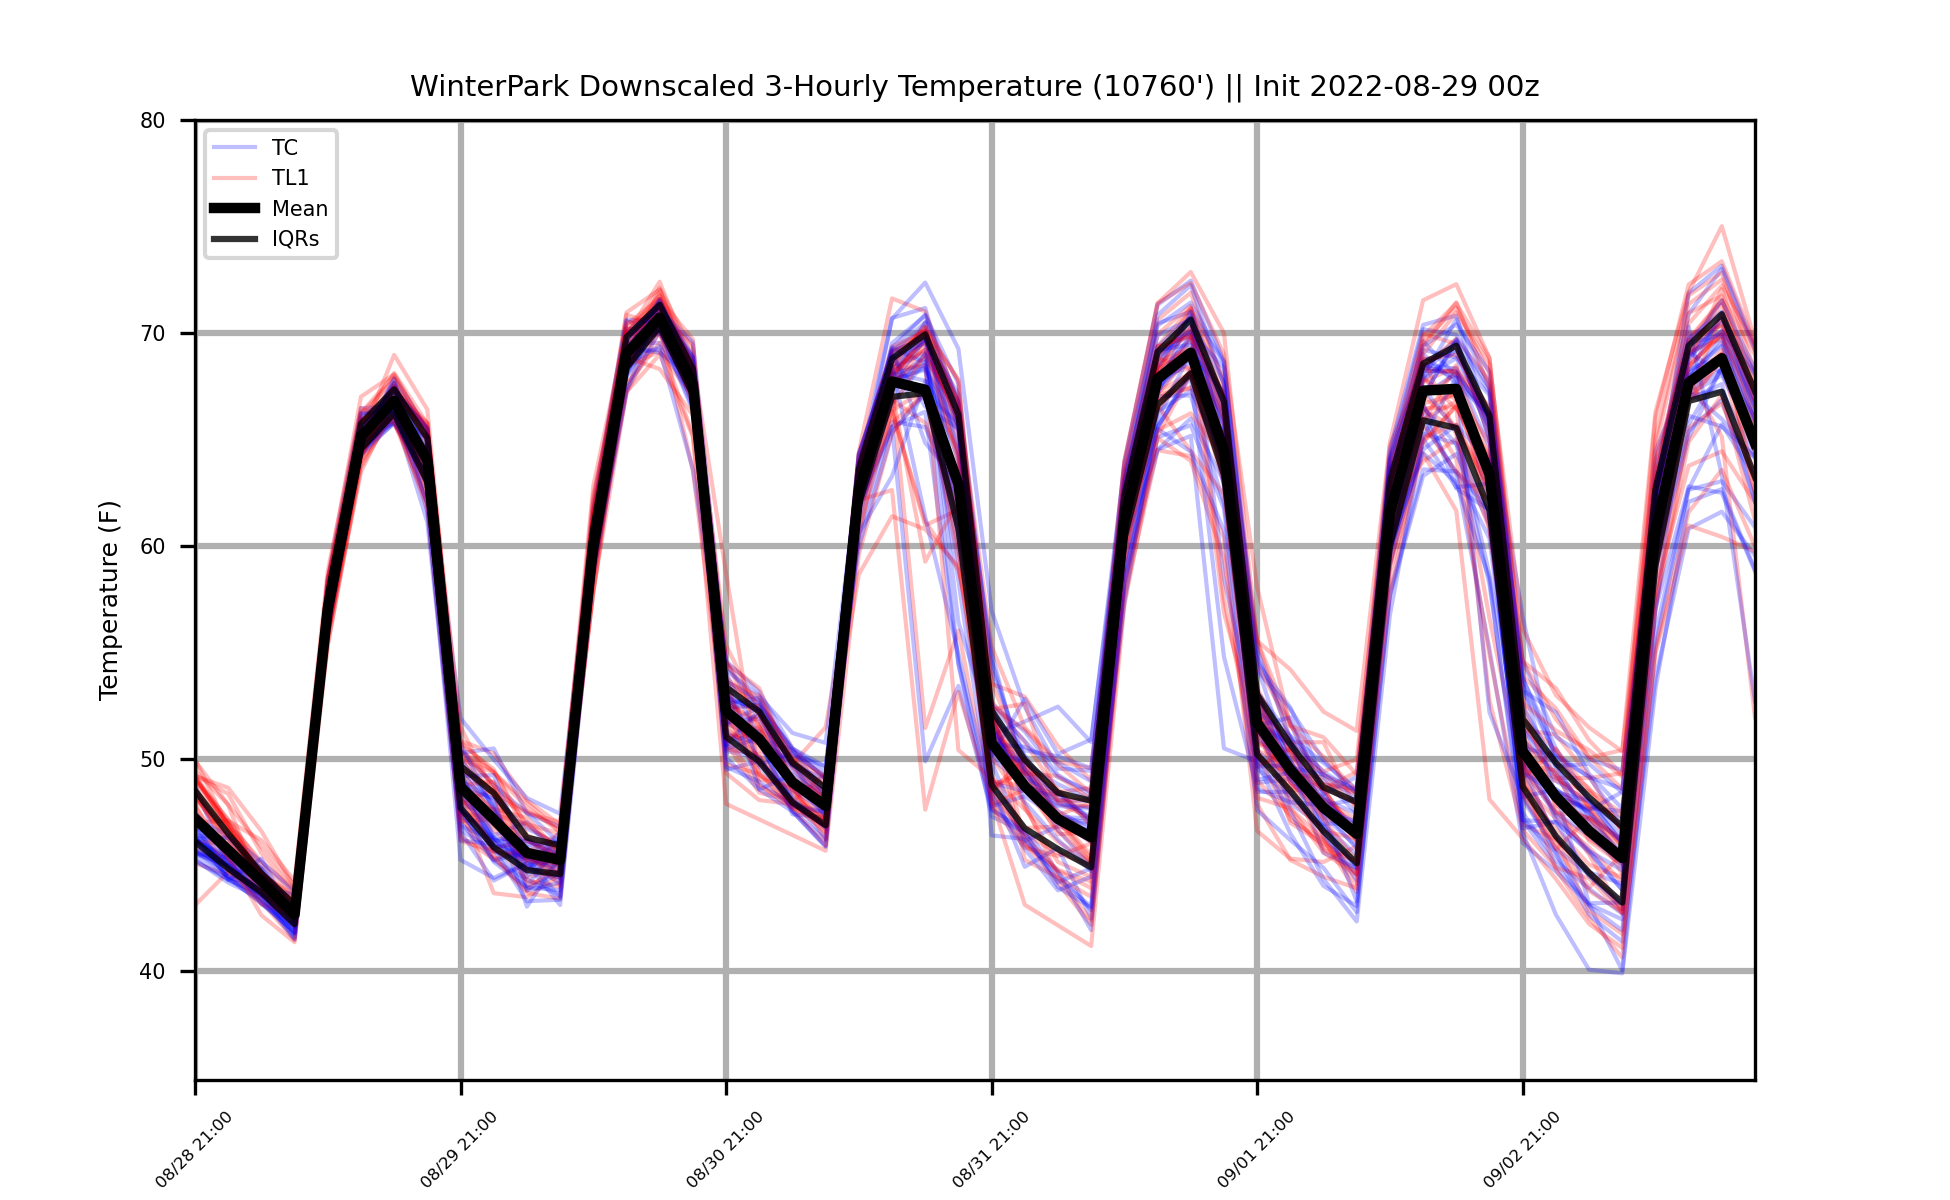 WinterPark Downscaled 3-Hourly Temperature (10760') || Init 2022-08-29 00z
80
70
60
50
40
Temperature (F)
TC
TL1
Mean
IQRs
08/28 21:00
08/29 21:00
08/30 21:00
08/31 21:00
09/01 21:00
09/02 21:00